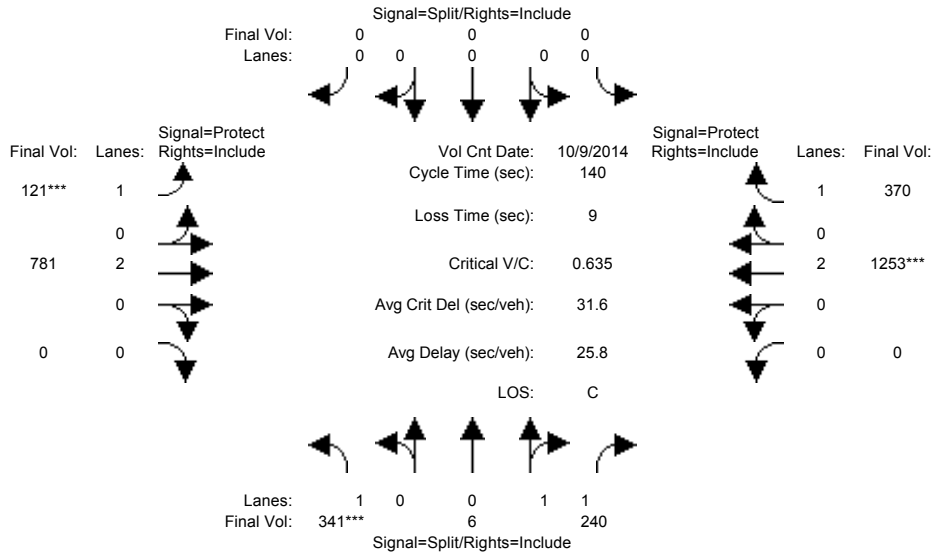 Signal=Split/Rights=Include
Final Vol: 0 0 0
Lanes: 0 0 0 0 0
Signal=Protect Signal=Protect
Final Vol: Lanes: Rights=Include Vol Cnt Date: 10/9/2014 Rights=Include Lanes: Final Vol:
Cycle Time (sec): 140
121*** 1 1 370
Loss Time (sec): 9
0 0
781 2 Critical V/C: 0.635 2 1253***
0 Avg Crit Del (sec/veh): 31.6 0
0 0 Avg Delay (sec/veh): 25.8 0 0
LOS: C
Lanes: 1 0 0 1 1
Final Vol: 341*** 6 240
Signal=Split/Rights=Include